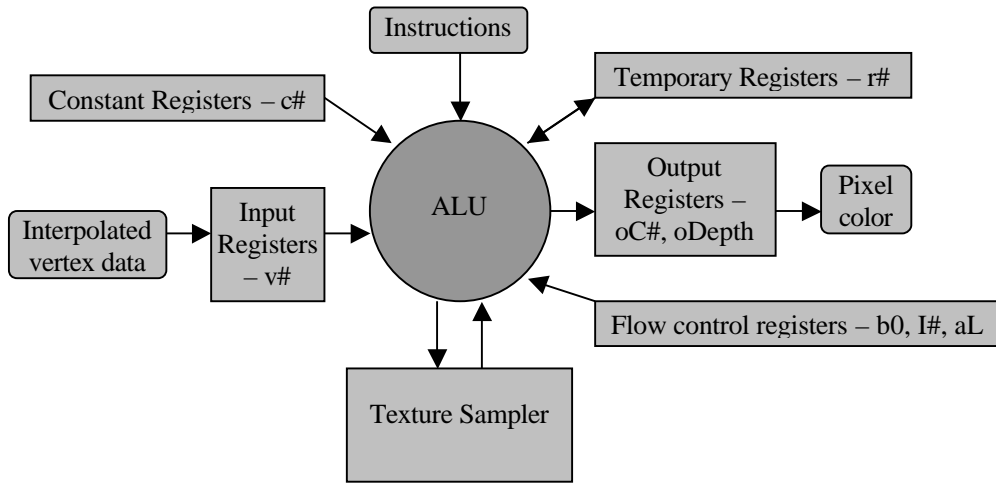 Instructions
Constant Registers – c#
Temporary Registers – r#
Interpolated
vertex data
Input
Registers
– v#
ALU
Output
Registers –
oC#, oDepth
Pixel
color
Flow control registers – b0, I#, aL
Texture Sampler